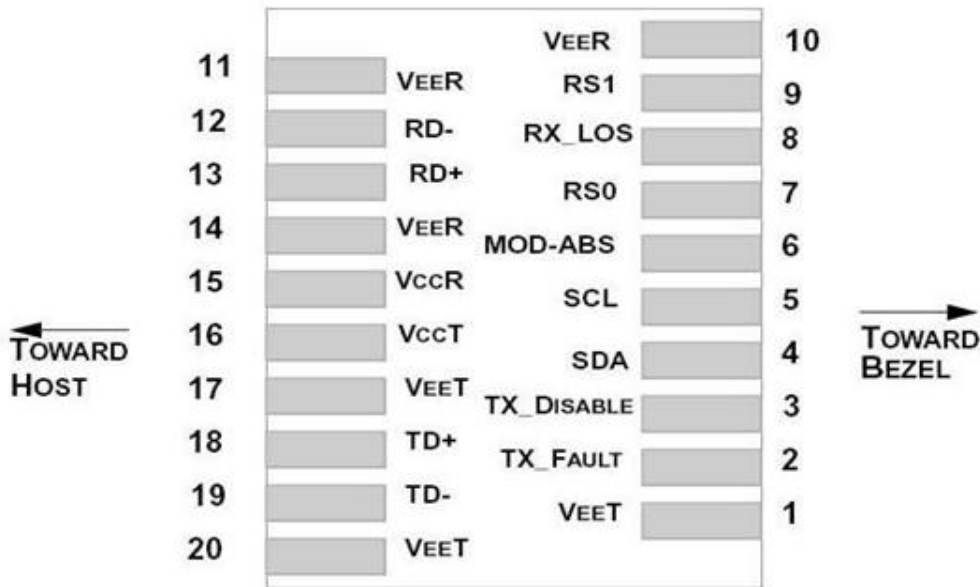 11 VEER
12 RD-
13 RD+
14 VEER
15 VCCR
16 VCCT
17 VEET
18 TD+
19 TD-
20 VEET
VEER 10
RS1 9
RX_LOS 8
RS0 7
MOD-ABS 6
SCL 5
SDA 4
TX_DISABLE 3
TX_FAULT 2
VEET 1
TOWARD
HOST
TOWARD
BEZEL